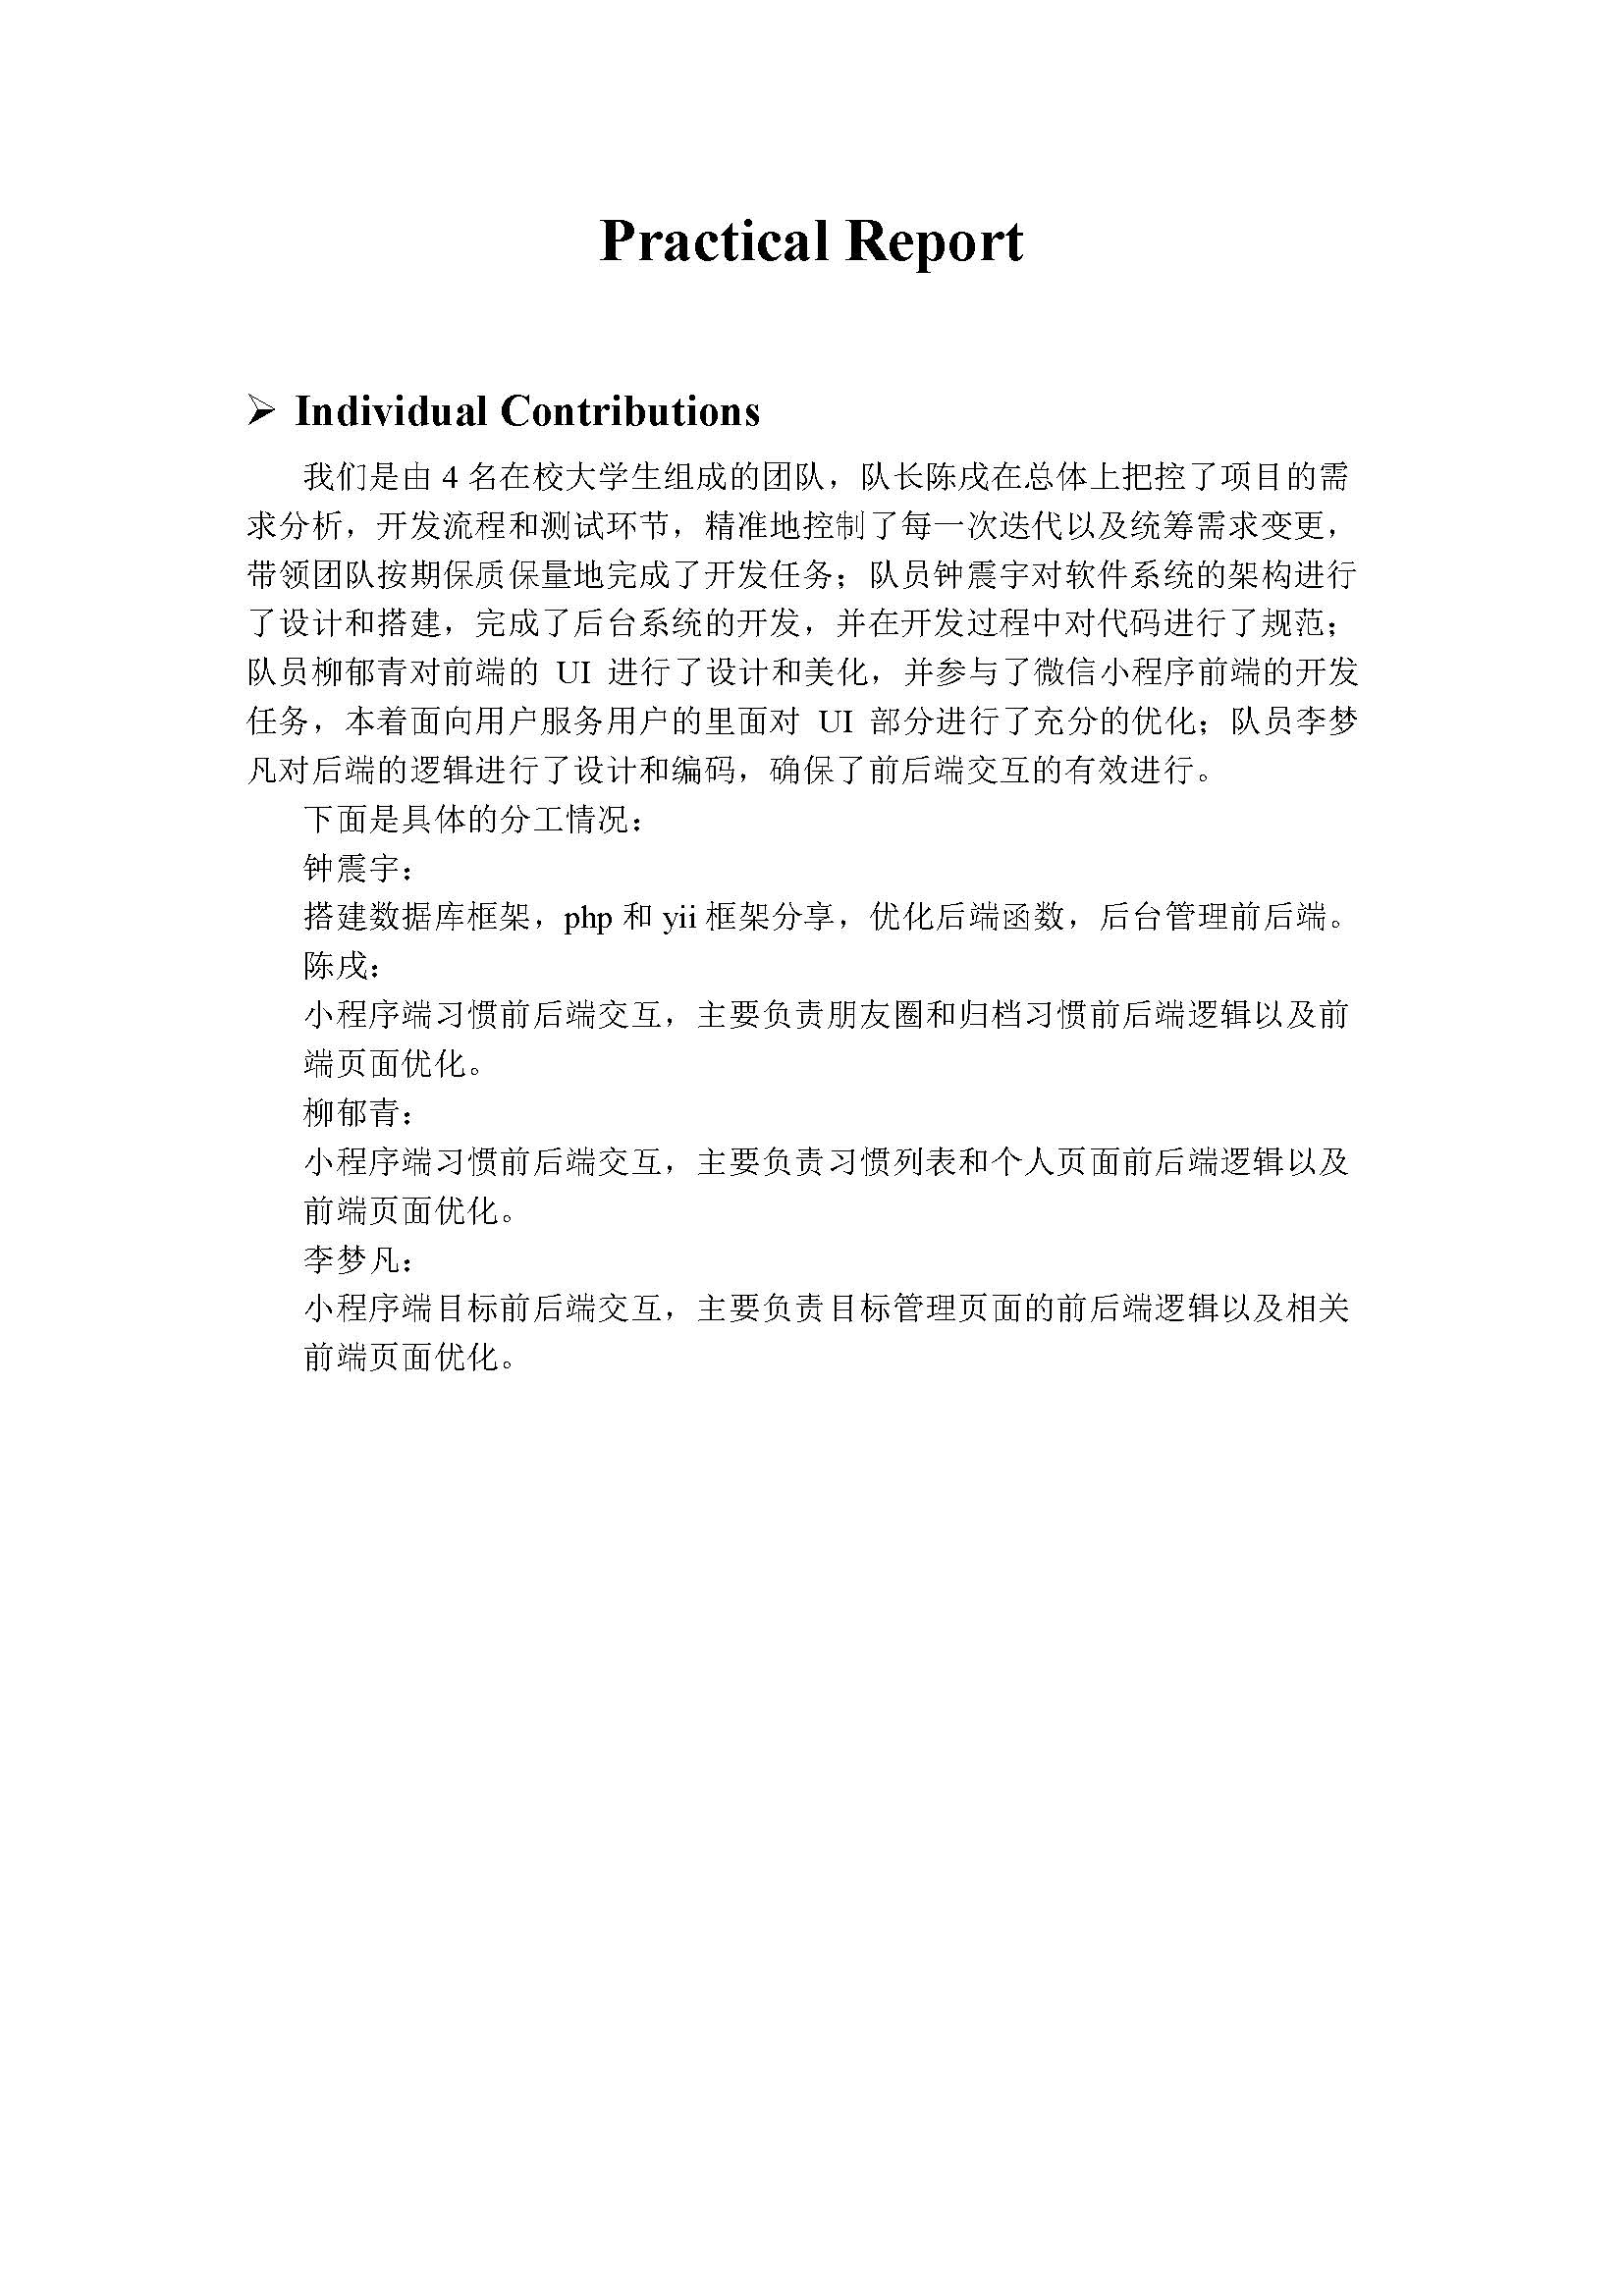 Practical Report
➢ Individual Contributions
我们是由 4 名在校大学生组成的团队，队长陈戌在总体上把控了项目的需
求分析，开发流程和测试环节，精准地控制了每一次迭代以及统筹需求变更，
带领团队按期保质保量地完成了开发任务；队员钟震宇对软件系统的架构进行
了设计和搭建，完成了后台系统的开发，并在开发过程中对代码进行了规范；
队员柳郁青对前端的 UI 进行了设计和美化，并参与了微信小程序前端的开发
任务，本着面向用户服务用户的里面对 UI 部分进行了充分的优化；队员李梦
凡对后端的逻辑进行了设计和编码，确保了前后端交互的有效进行。
下面是具体的分工情况：
钟震宇：
搭建数据库框架，php 和 yii 框架分享，优化后端函数，后台管理前后端。
陈戌：
小程序端习惯前后端交互，主要负责朋友圈和归档习惯前后端逻辑以及前
端页面优化。
柳郁青：
小程序端习惯前后端交互，主要负责习惯列表和个人页面前后端逻辑以及
前端页面优化。
李梦凡：
小程序端目标前后端交互，主要负责目标管理页面的前后端逻辑以及相关
前端页面优化。